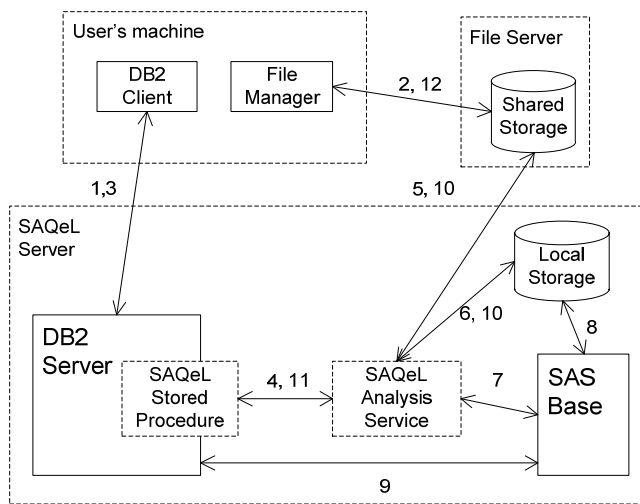 User's machine
File Server
DB2
Client
File
Manager
2, 12
Shared
Storage
1,3
5, 10
SAQeL
Server
Local
Storage
6, 10
8
DB2
Server
SAQeL
Stored
Procedure
4, 11
SAQeL
Analysis
Service
7
SAS
Base
9